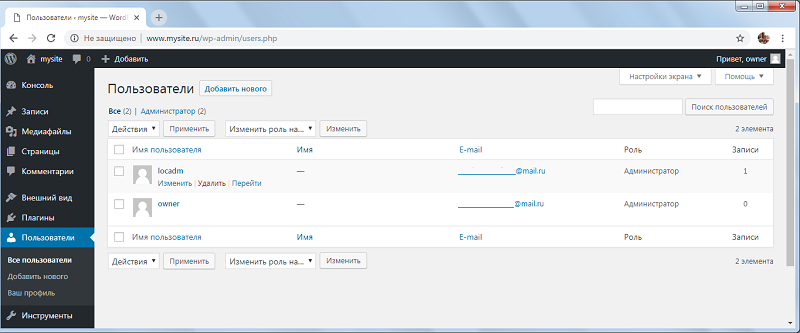 Пользователи ‹ mysite — Word
Не защищено | www.mysite.ru/wp-admin/users.php
mysite 0 + Добавить Привет, owner
Консоль
Записи
Медиафайлы
Страницы
Комментарии
Внешний вид
Плагины
Пользователи
Все пользователи
Добавить нового
Ваш профиль
Инструменты
Настройки экрана ▼ Помощь ▼
Пользователи Добавить нового
Все (2) | Администратор (2)
Поиск пользователей
Действия ▼ Применить Изменить роль на... ▼ Изменить 2 элемента
Имя пользователя Имя E-mail Роль Записи
locadm — @mail.ru Администратор 1
Изменить | Удалить | Перейти
owner — @mail.ru Администратор 0
Имя пользователя Имя E-mail Роль Записи
Действия ▼ Применить Изменить роль на... ▼ Изменить 2 элемента